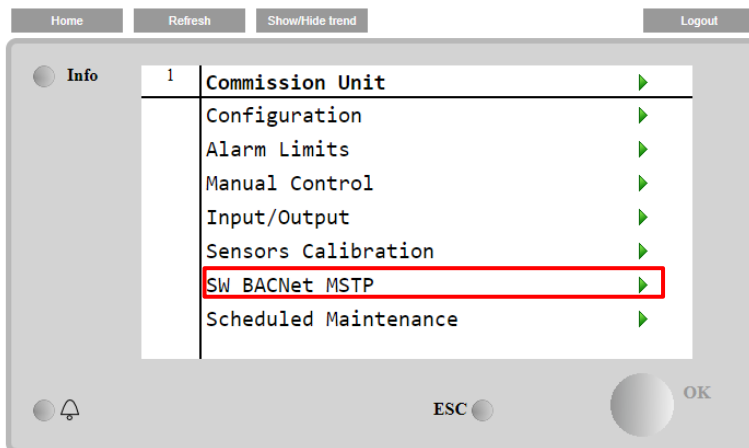 Home Refresh Show/Hide trend Logout
Info
1 Commission Unit
Configuration
Alarm Limits
Manual Control
Input/Output
Sensors Calibration
SW BACNet MSTP
Scheduled Maintenance
ESC OK